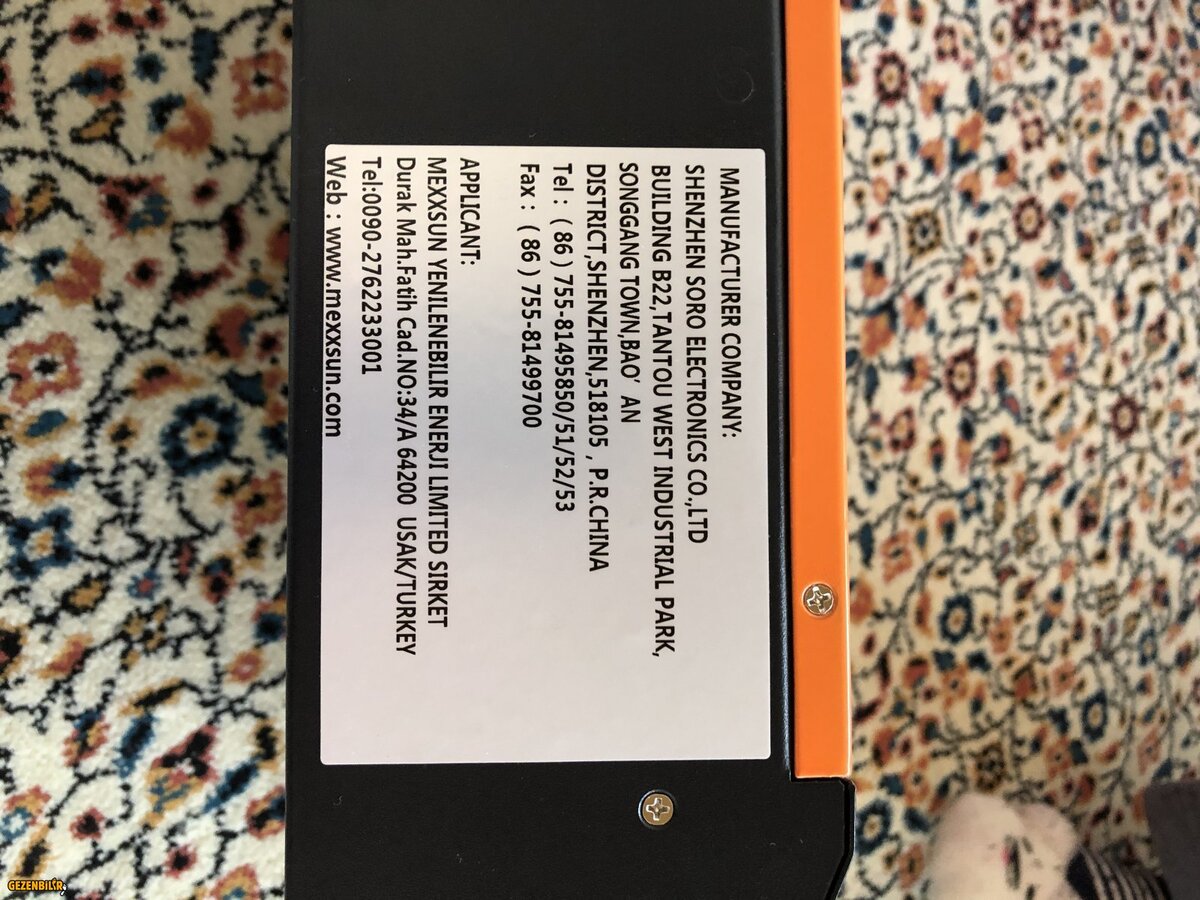 MANUFACTURER COMPANY:
SHENZHEN SORO ELECTRONICS CO.,LTD
BUILDING B22,TANTOU WEST INDUSTRIAL PARK,
SONGGANG TOWN,BAO' AN
DISTRICT,SHENZHEN,518105 , P.R.CHINA
Tel : ( 86 ) 755-81495850/51/52/53
Fax : ( 86 ) 755-81499700
APPLICANT:
MEXXSUN YENILENEBILIR ENERJI LIMITED SIRKET
Durak Mah.Fatih Cad.NO:34/A 64200 USAK/TURKEY
Tel:0090-2762233001
Web : www.mexxsun.com
GEZENBİLİR